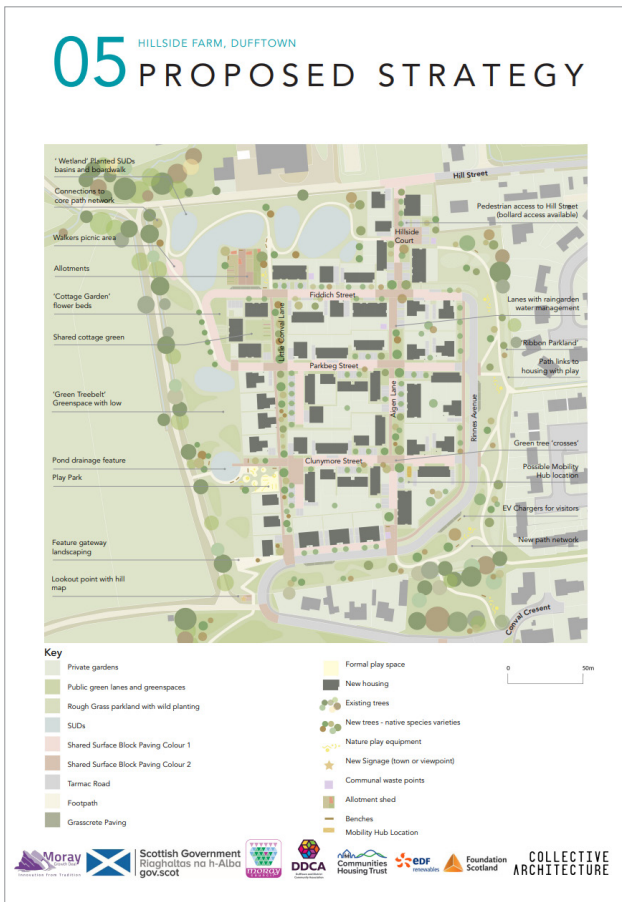 05
HILLSIDE FARM, DUFFTOWN
PROPOSED STRATEGY
' Wetland' Planted SUDs
basins and boardwalk
Connections to
core path network
Walkers picnic area
Allotments
'Cottage Garden'
flower beds
Shared cottage green
'Green Treebelt'
Greenspace with low
Pond drainage feature
Play Park
Feature gateway
landscaping
Lookout point with hill
map
Hill Street
Pedestrian access to Hill Street
(bollard access available)
Hillside
Court
Fiddich Street
Little Conval Lane
Lanes with raingarden
water management
'Ribbon Parkland'
Parkbeg Street
Path links to
housing with play
Aigen Lane
Rinnes Avenue
Green tree 'crosses'
Clunymore Street
Possible Mobility
Hub location
EV Chargers for visitors
New path network
Conval Cresent
Key
Private gardens
Public green lanes and greenspaces
Rough Grass parkland with wild planting
SUDs
Shared Surface Block Paving Colour 1
Shared Surface Block Paving Colour 2
Tarmac Road
Footpath
Grasscrete Paving
Formal play space
New housing
Existing trees
New trees - native species varieties
Nature play equipment
New Signage (town or viewpoint)
Communal waste points
Allotment shed
Benches
Mobility Hub Location
0
50m
Moray
Growth Deal
Scottish Government
Riaghaltas na h-Alba
gov.scot
moray
DDCA
Communities
Housing Trust
edf
renewables
Foundation
Scotland
COLLECTIVE
ARCHITECTURE